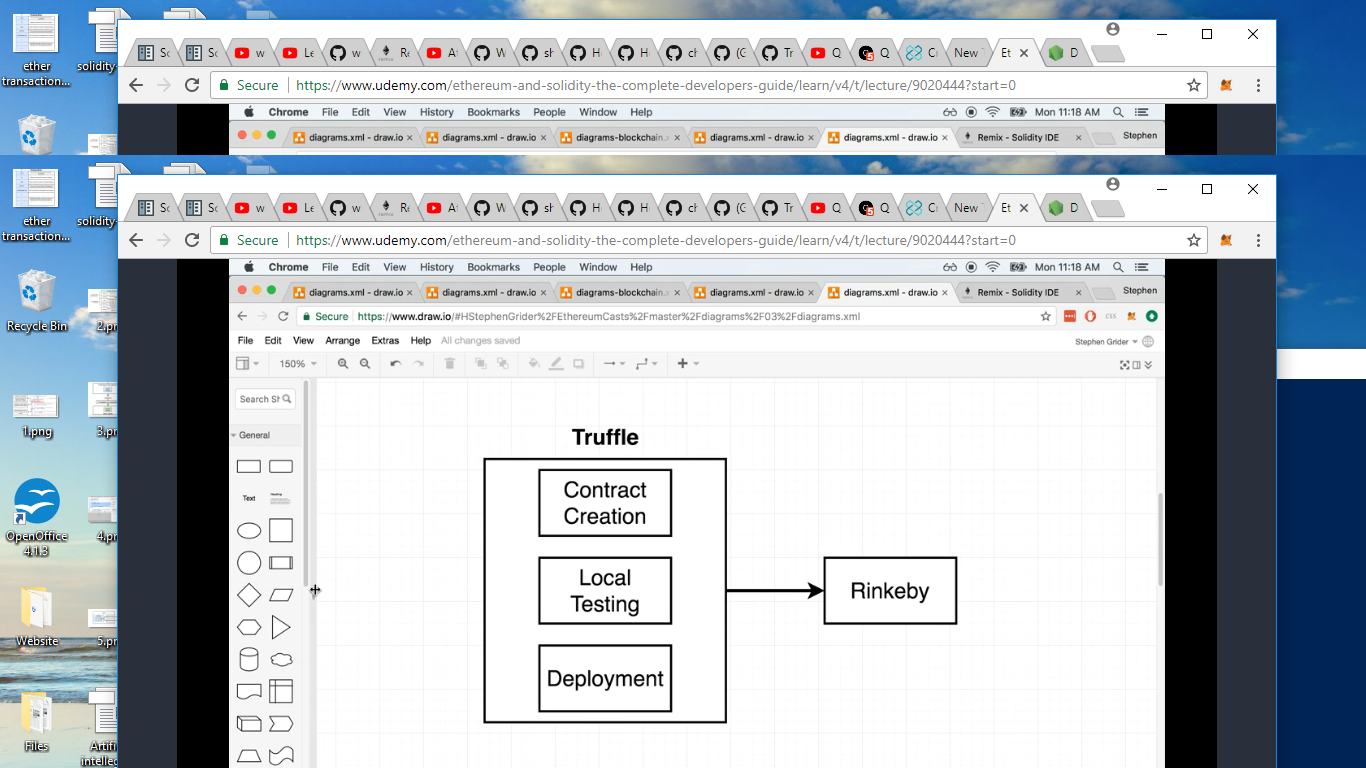 ether
transaction...
solidity-
Sc
Sc
w
Le
w
Re
At
W
sh
H
H
ch
(C
Tr
Q
Q
Cr
New
Et
D
Secure
https://www.udemy.com/ethereum-and-solidity-the-complete-developers-guide/learn/v4/t/lecture/9020444?start=0
Chrome File Edit View History Bookmarks People Window Help
Mon 11:18 AM
diagrams.xml - draw.io
diagrams.xml - draw.io
diagrams-blockchain.x
diagrams.xml - draw.io
diagrams.xml - draw.io
Remix - Solidity IDE
Stephen
ether
transaction...
solidity-
Sc
Sc
w
Le
w
Re
At
W
sh
H
H
ch
(C
Tr
Q
Q
Cr
New
Et
D
Secure
https://www.udemy.com/ethereum-and-solidity-the-complete-developers-guide/learn/v4/t/lecture/9020444?start=0
Chrome File Edit View History Bookmarks People Window Help
Mon 11:18 AM
diagrams.xml - draw.io
diagrams.xml - draw.io
diagrams-blockchain.x
diagrams.xml - draw.io
diagrams.xml - draw.io
Remix - Solidity IDE
Stephen
Secure
https://www.draw.io/#HStephenGrider%2FEthereumCasts%2Fmaster%2Fdiagrams%2F03%2Fdiagrams.xml
File Edit View Arrange Extras Help All changes saved
Stephen Grider
150%
Search Sh
General
Text
Heading
Recycle Bin
2.pr
1.png
3.pr
OpenOffice
4.1.3
4.pr
Website
5.pr
Files
Artifi
intellec
Truffle
Contract
Creation
Local
Testing
Deployment
Rinkeby